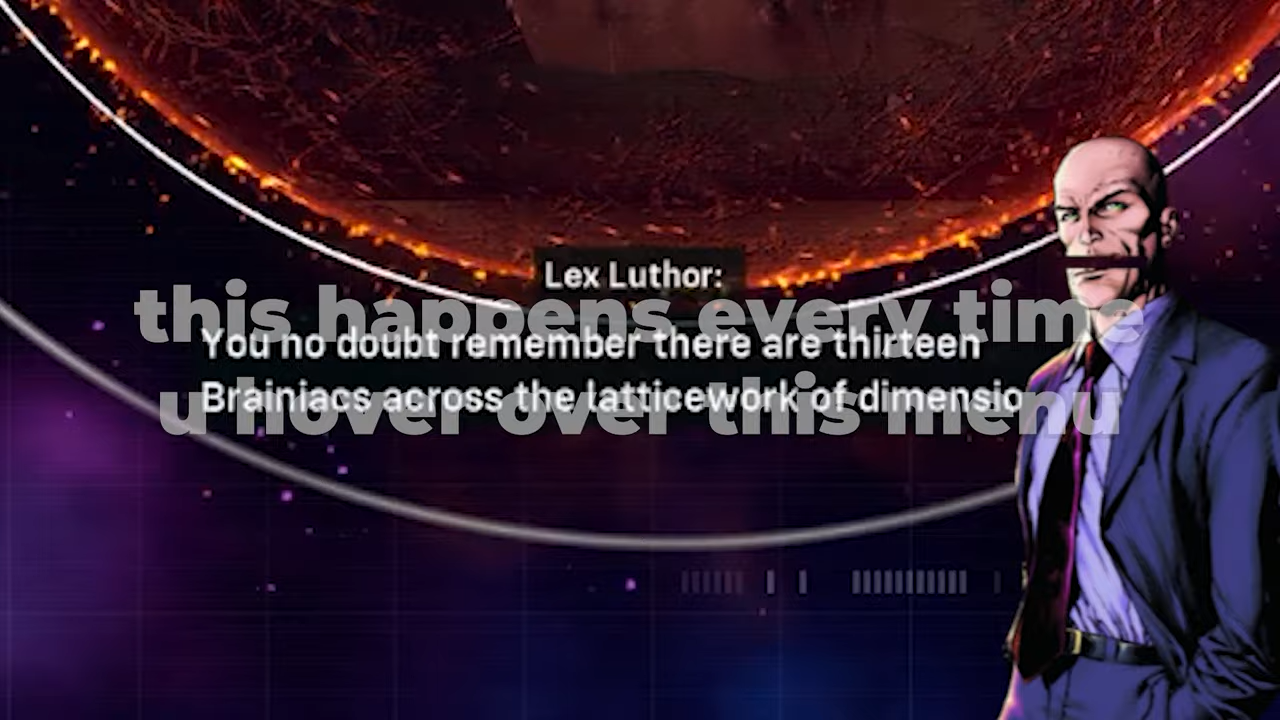 Lex Luthor:
this happens every time
You no doubt remember there are thirteen
u hover over this menu
Brainiacs across the latticework of dimensio